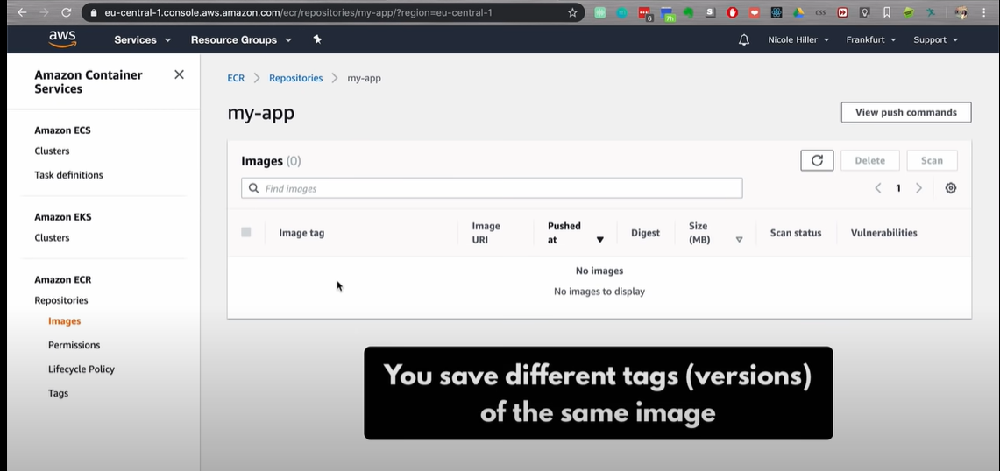 eu-central-1.console.aws.amazon.com/ecr/repositories/my-app/?region=eu-central-1
6
7h
S
CSS
aws
Services
Resource Groups
Nicole Hiller
Frankfurt
Support
Amazon Container
Services
Amazon ECS
Clusters
Task definitions
Amazon EKS
Clusters
Amazon ECR
Repositories
Images
Permissions
Lifecycle Policy
Tags
ECR > Repositories > my-app
my-app
View push commands
Images (0)
Delete
Scan
Find images
1
Image tag
Image
URI
Pushed
at
Digest
Size
(MB)
Scan status
Vulnerabilities
No images
No images to display
You save different tags (versions)
of the same image